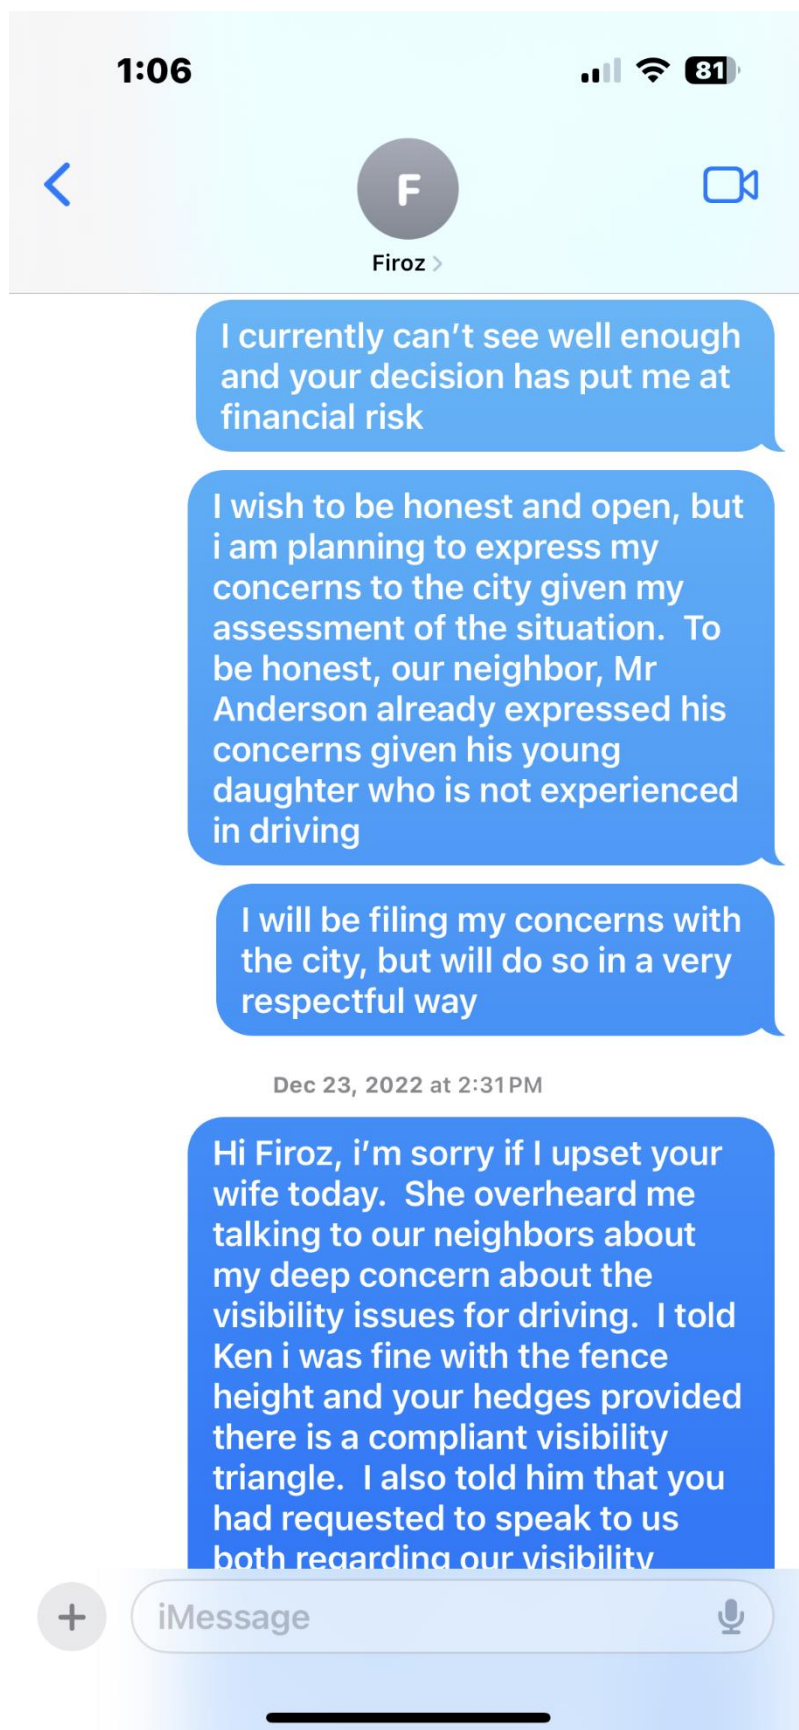 1:06
81
F
Firoz
I currently can’t see well enough
and your decision has put me at
financial risk
I wish to be honest and open, but
i am planning to express my
concerns to the city given my
assessment of the situation.  To
be honest, our neighbor, Mr
Anderson already expressed his
concerns given his young
daughter who is not experienced
in driving
I will be filing my concerns with
the city, but will do so in a very
respectful way
Dec 23, 2022 at 2:31 PM
Hi Firoz, i’m sorry if I upset your
wife today.  She overheard me
talking to our neighbors about
my deep concern about the
visibility issues for driving.  I told
Ken i was fine with the fence
height and your hedges provided
there is a compliant visibility
triangle.  I also told him that you
had requested to speak to us
both regarding our visibility
iMessage